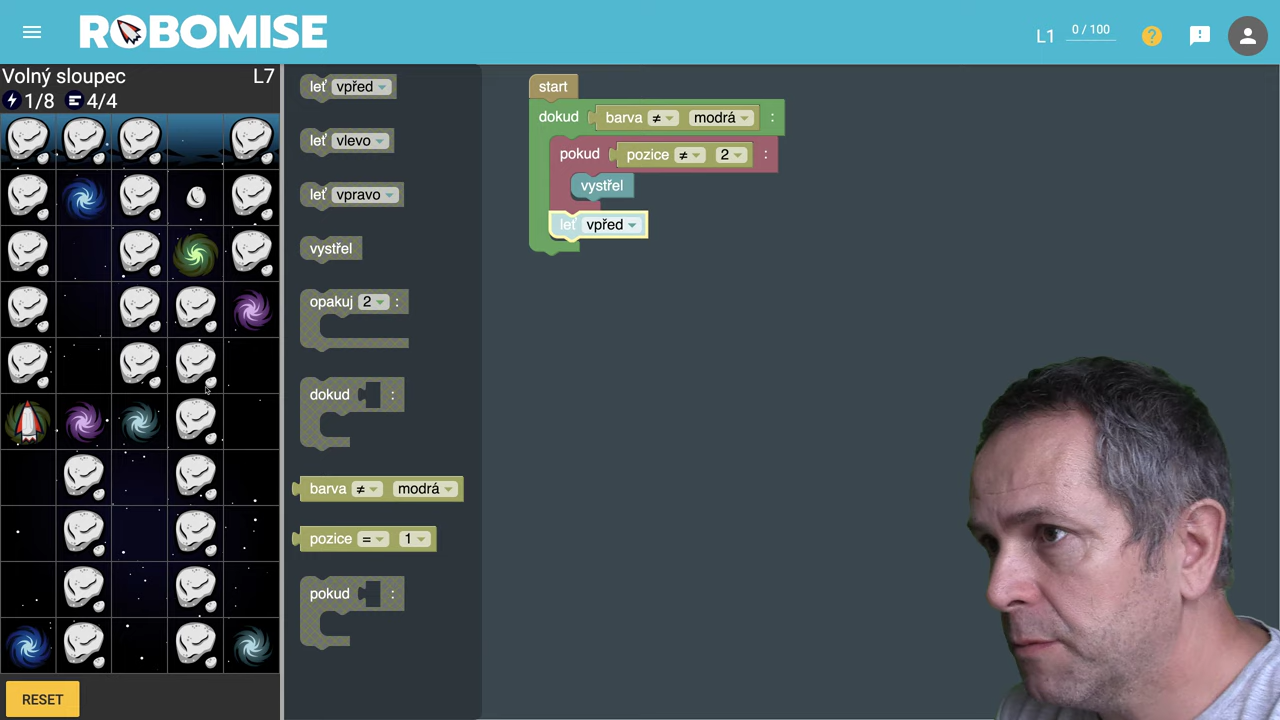 ROBOMISE
L1
0 / 100
?
Volný sloupec
L7
1/8
4/4
leť vpřed
leť vlevo
leť vpravo
vystřel
opakuj 2 :
dokud :
barva ≠ modrá
pozice = 1
pokud :
start
dokud barva ≠ modrá :
pokud pozice ≠ 2 :
vystřel
leť vpřed
RESET